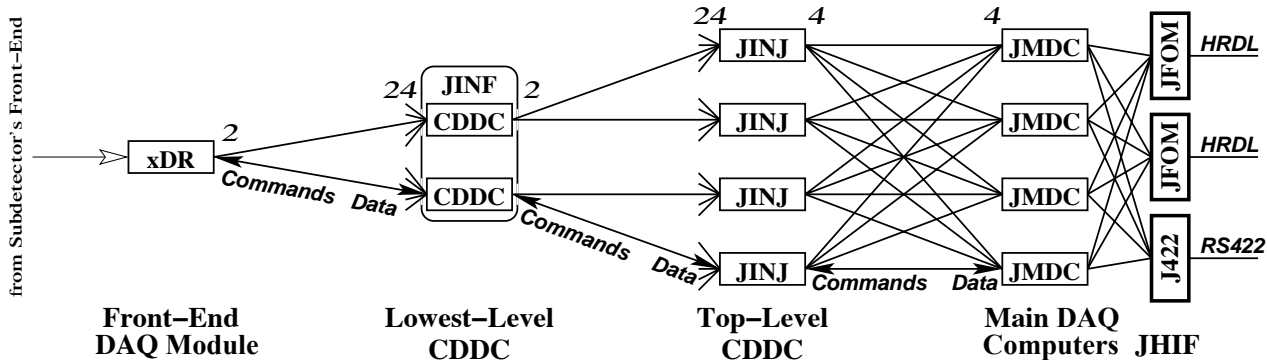 from Subdetector's Front-End
xDR
2
Commands Data
24
JINF
2
CDDC
CDDC
Commands Data
24
4
JINJ
JINJ
JINJ
JINJ
Commands Data
4
JMDC
JMDC
JMDC
JMDC
JFOM
HRDL
JFOM
HRDL
J422
RS422
Front-End
DAQ Module
Lowest-Level
CDDC
Top-Level
CDDC
Main DAQ
Computers
JHIF